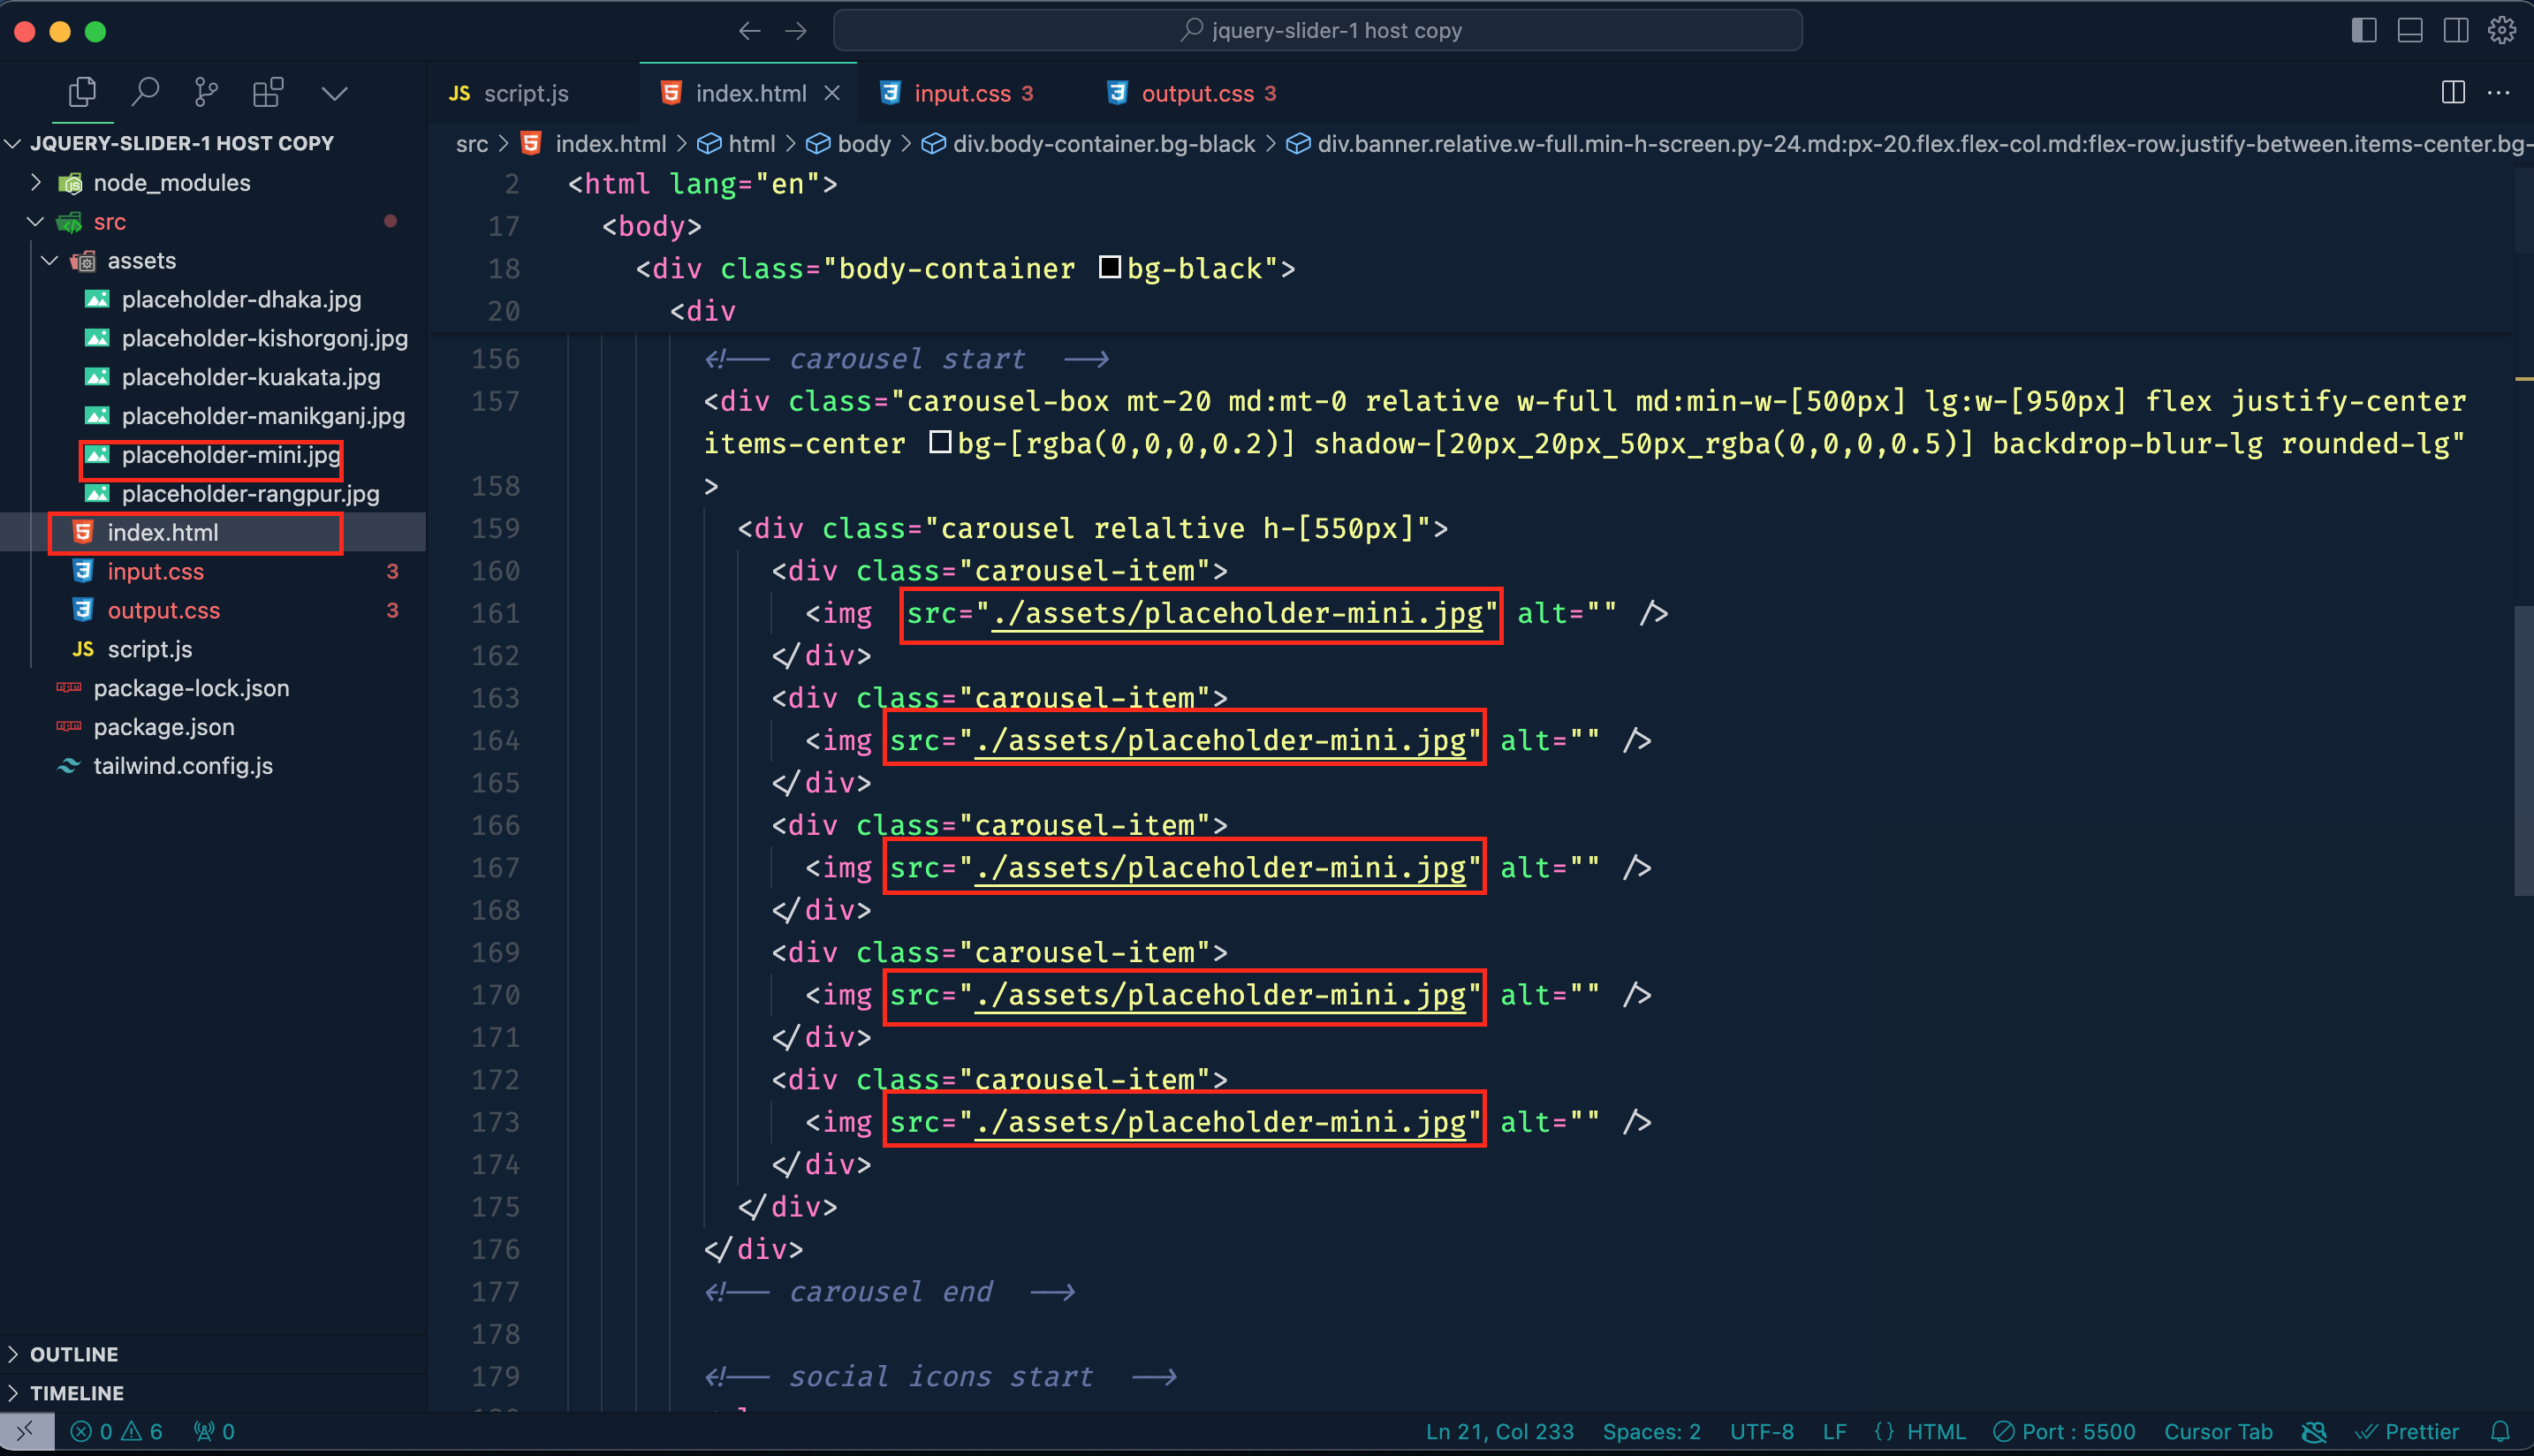 jquery-slider-1 host copy
JS script.js
index.html
input.css 3
output.css 3
JQUERY-SLIDER-1 HOST COPY
node_modules
src
assets
placeholder-dhaka.jpg
placeholder-kishorgonj.jpg
placeholder-kuakata.jpg
placeholder-manikganj.jpg
placeholder-mini.jpg
placeholder-rangpur.jpg
index.html
input.css 3
output.css 3
JS script.js
package-lock.json
package.json
tailwind.config.js
OUTLINE
TIMELINE
src > index.html > html > body > div.body-container.bg-black > div.banner.relative.w-full.min-h-screen.py-24.md:px-20.flex.flex-col.md:flex-row.justify-between.items-center.bg-
2 <html lang="en">
17 <body>
18 <div class="body-container bg-black">
20 <div
156 <!-- carousel start -->
157 <div class="carousel-box mt-20 md:mt-0 relative w-full md:min-w-[500px] lg:w-[950px] flex justify-center
items-center bg-[rgba(0,0,0,0.2)] shadow-[20px_20px_50px_rgba(0,0,0,0.5)] backdrop-blur-lg rounded-lg"
158 >
159 <div class="carousel relaltive h-[550px]">
160 <div class="carousel-item">
161 <img src="./assets/placeholder-mini.jpg" alt="" />
162 </div>
163 <div class="carousel-item">
164 <img src="./assets/placeholder-mini.jpg" alt="" />
165 </div>
166 <div class="carousel-item">
167 <img src="./assets/placeholder-mini.jpg" alt="" />
168 </div>
169 <div class="carousel-item">
170 <img src="./assets/placeholder-mini.jpg" alt="" />
171 </div>
172 <div class="carousel-item">
173 <img src="./assets/placeholder-mini.jpg" alt="" />
174 </div>
175 </div>
176 </div>
177 <!-- carousel end -->
178
179 <!-- social icons start -->
0 6 0
Ln 21, Col 233 Spaces: 2 UTF-8 LF {} HTML Port : 5500 Cursor Tab Prettier